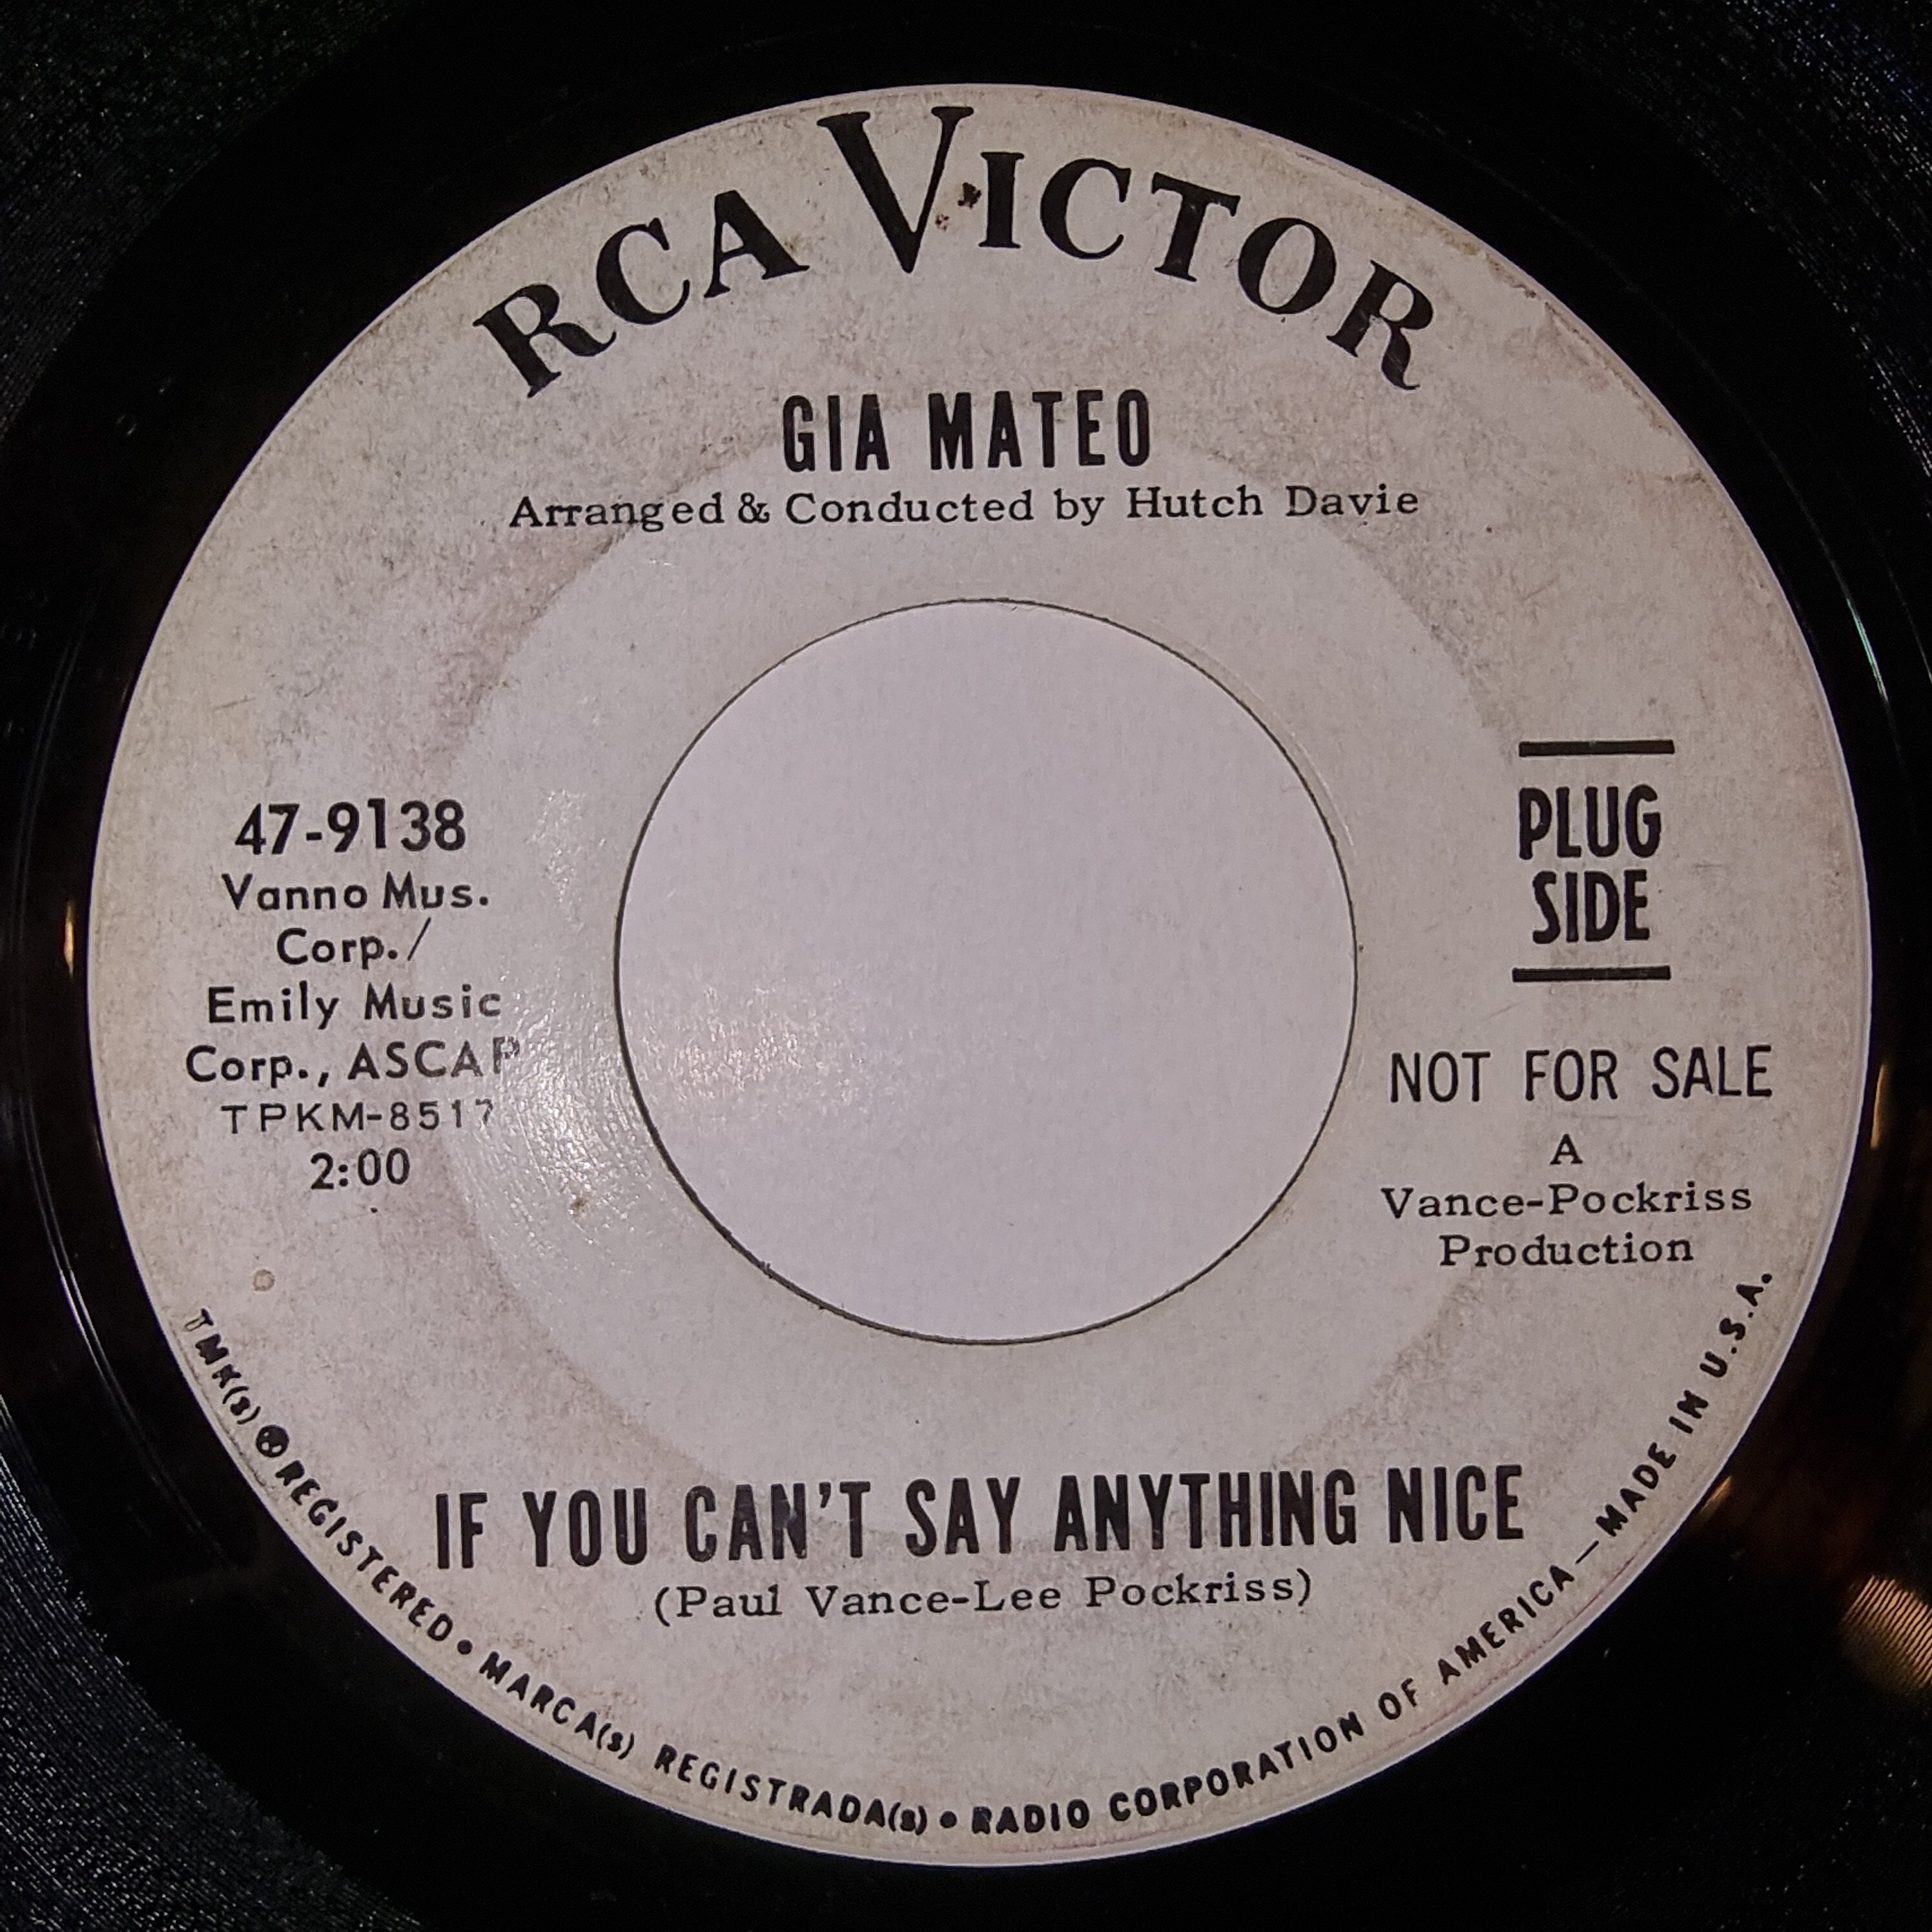 RCA VICTOR
GIA MATEO
Arranged & Conducted by Hutch Davie
47-9138
Vanno Mus.
Corp./
Emily Music
Corp., ASCAP
TPKM-8517
2:00
PLUG
SIDE
NOT FOR SALE
A
Vance-Pockriss
Production
IF YOU CAN'T SAY ANYTHING NICE
(Paul Vance-Lee Pockriss)
TMK(s) ® REGISTERED • MARCA(s) REGISTRADA(s) • RADIO CORPORATION OF AMERICA—MADE IN U.S.A.